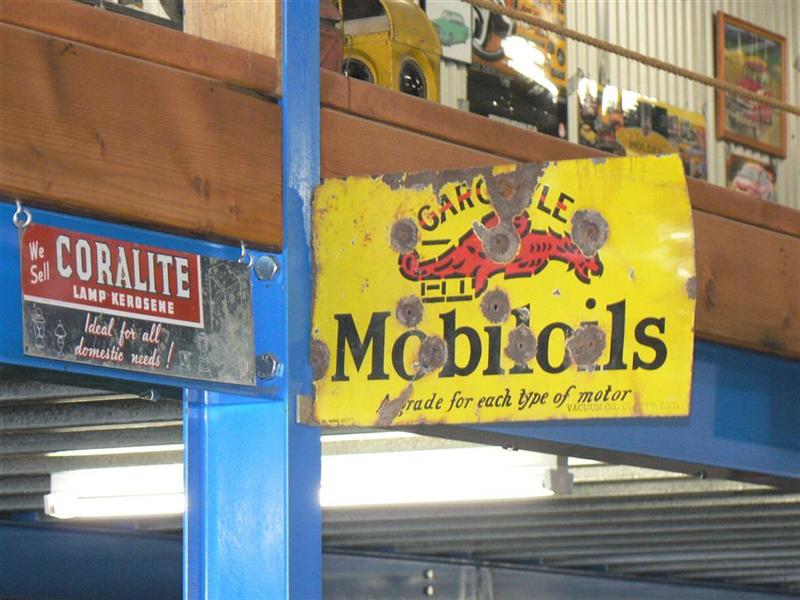 We
Sell
CORALITE
LAMP KEROSENE
Ideal for all
domestic needs!
GARGOYLE
Mobiloils
A grade for each type of motor
VACUUM OIL CO PTY LTD